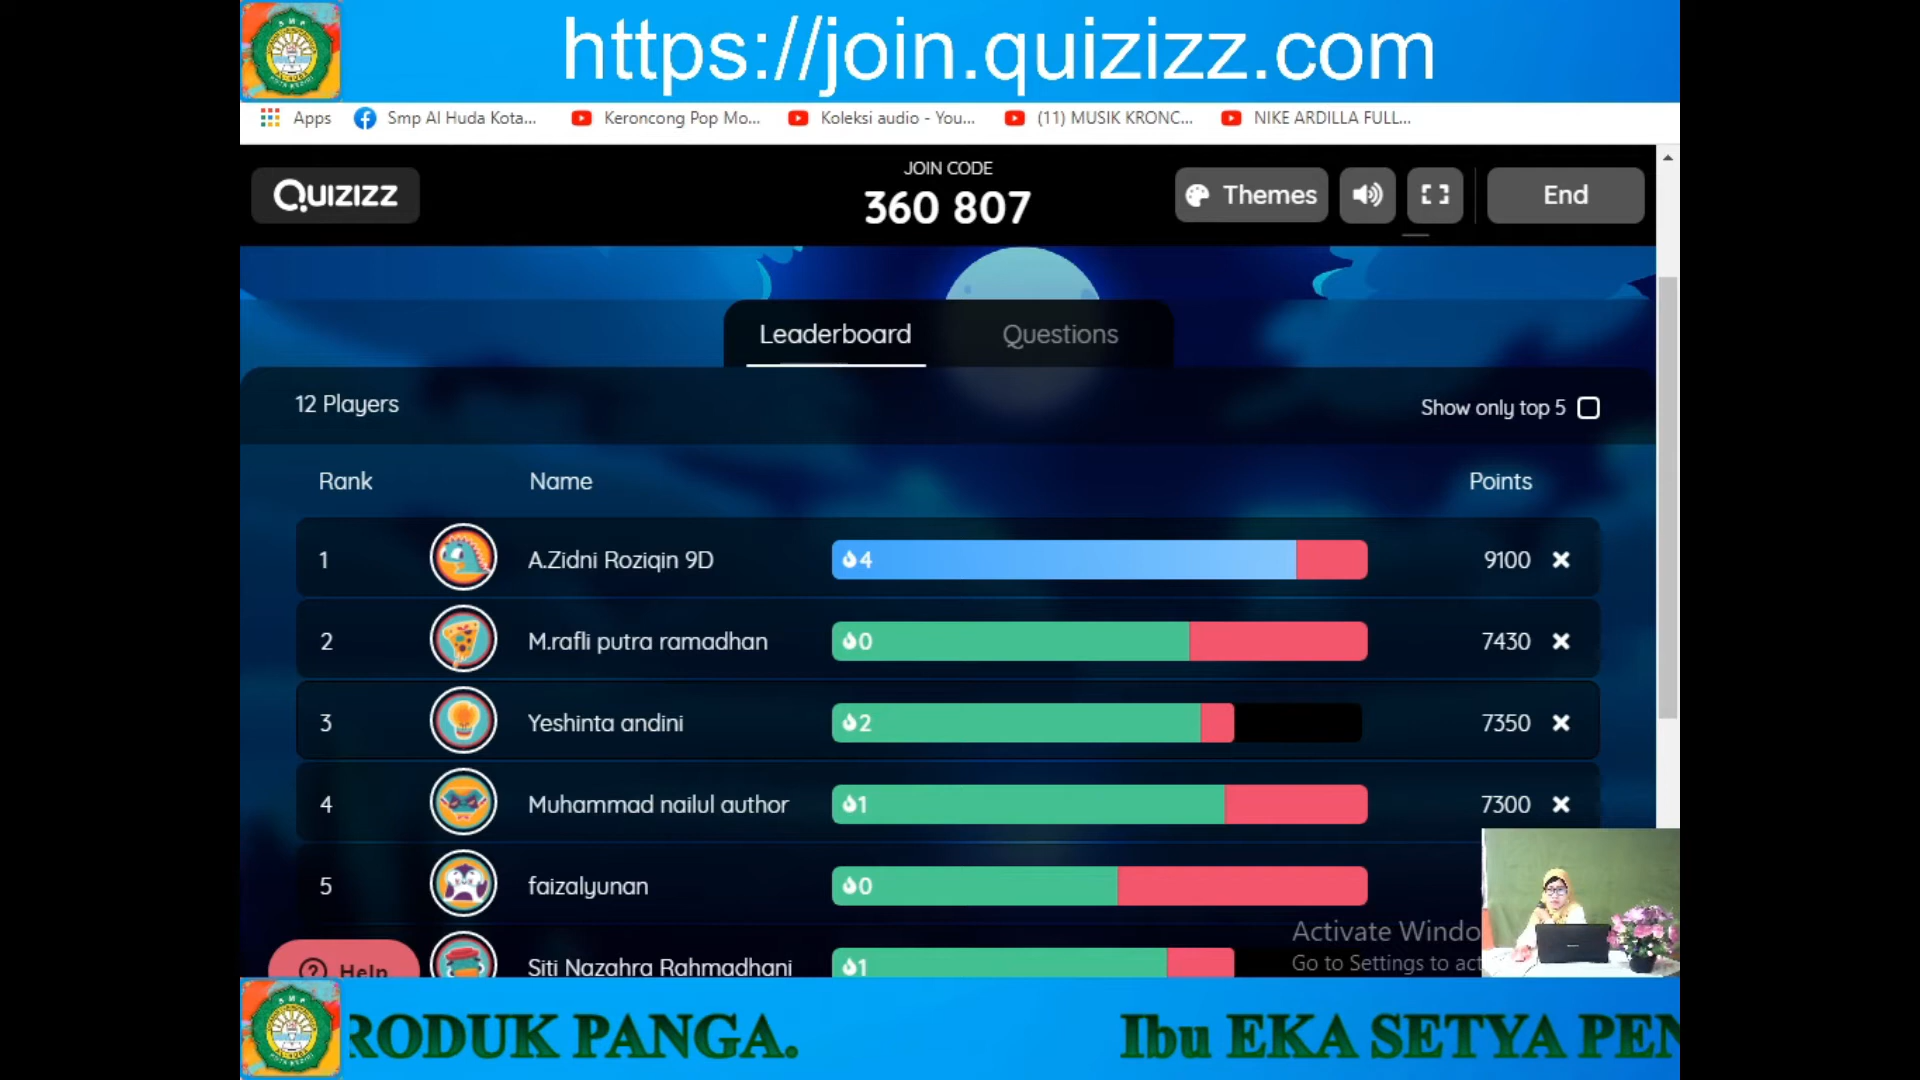 https://join.quizizz.com
Apps Smp Al Huda Kota... Keroncong Pop Mo... Koleksi audio - You... (11) MUSIK KRONC... NIKE ARDILLA FULL...
JOIN CODE
Quizizz 360 807 Themes End
Leaderboard Questions
12 Players Show only top 5
Rank Name Points
1 A.Zidni Roziqin 9D 4 9100
2 M.rafli putra ramadhan 0 7430
3 Yeshinta andini 2 7350
4 Muhammad nailul author 1 7300
5 faizalyunan 0
Activate Windo
Siti Nazahra Rahmadhani 1 Go to Settings to act
Help
RODUK PANGA. Ibu EKA SETYA PEN